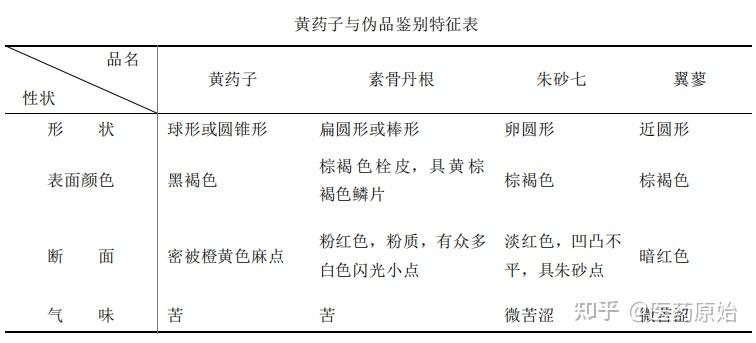 黄药子与伪品鉴别特征表
品名
性状
黄药子 素骨丹根 朱砂七 翼蓼
形 状 球形或圆锥形 扁圆形或棒形 卵圆形 近圆形
表面颜色 黑褐色 棕褐色栓皮，具黄棕褐色鳞片 棕褐色 棕褐色
断 面 密被橙黄色麻点 粉红色，粉质，有众多白色闪光小点 淡红色，凹凸不平，具朱砂点 暗红色
气 味 苦 苦 微苦涩 微苦涩
知乎 @医药原始